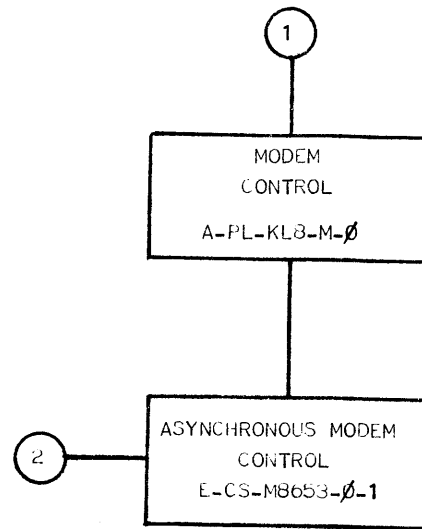 1
MODEM
CONTROL
A-PL-KL8-M-Ø
ASYNCHRONOUS MODEM
CONTROL
2
E-CS-M8653-Ø-1